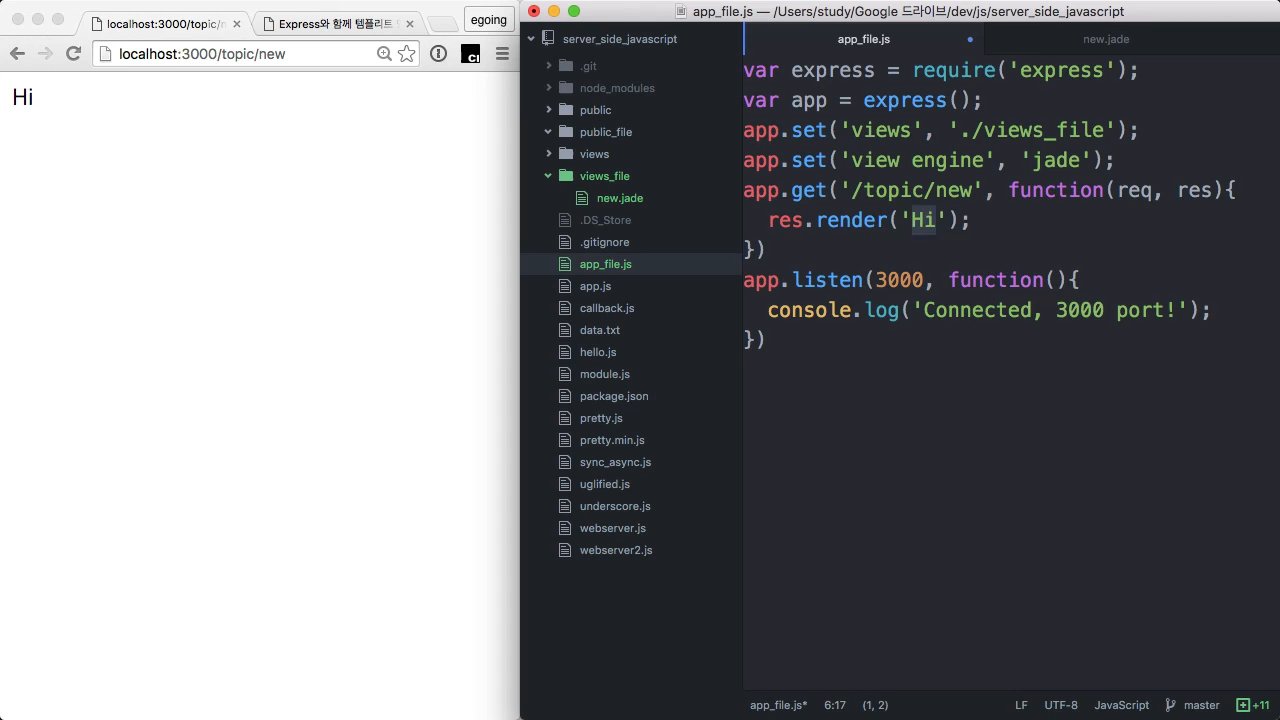 localhost:3000/topic/n
Express와 함께 템플리트
egoing
localhost:3000/topic/new
Hi
app_file.js — /Users/study/Google 드라이브/dev/js/server_side_javascript
server_side_javascript
.git
node_modules
public
public_file
views
views_file
new.jade
.DS_Store
.gitignore
app_file.js
app.js
callback.js
data.txt
hello.js
module.js
package.json
pretty.js
pretty.min.js
sync_async.js
uglified.js
underscore.js
webserver.js
webserver2.js
app_file.js
new.jade
var express = require('express');
var app = express();
app.set('views', './views_file');
app.set('view engine', 'jade');
app.get('/topic/new', function(req, res){
  res.render('Hi');
})
app.listen(3000, function(){
  console.log('Connected, 3000 port!');
})
app_file.js* 6:17 (1, 2)
LF UTF-8 JavaScript master +11